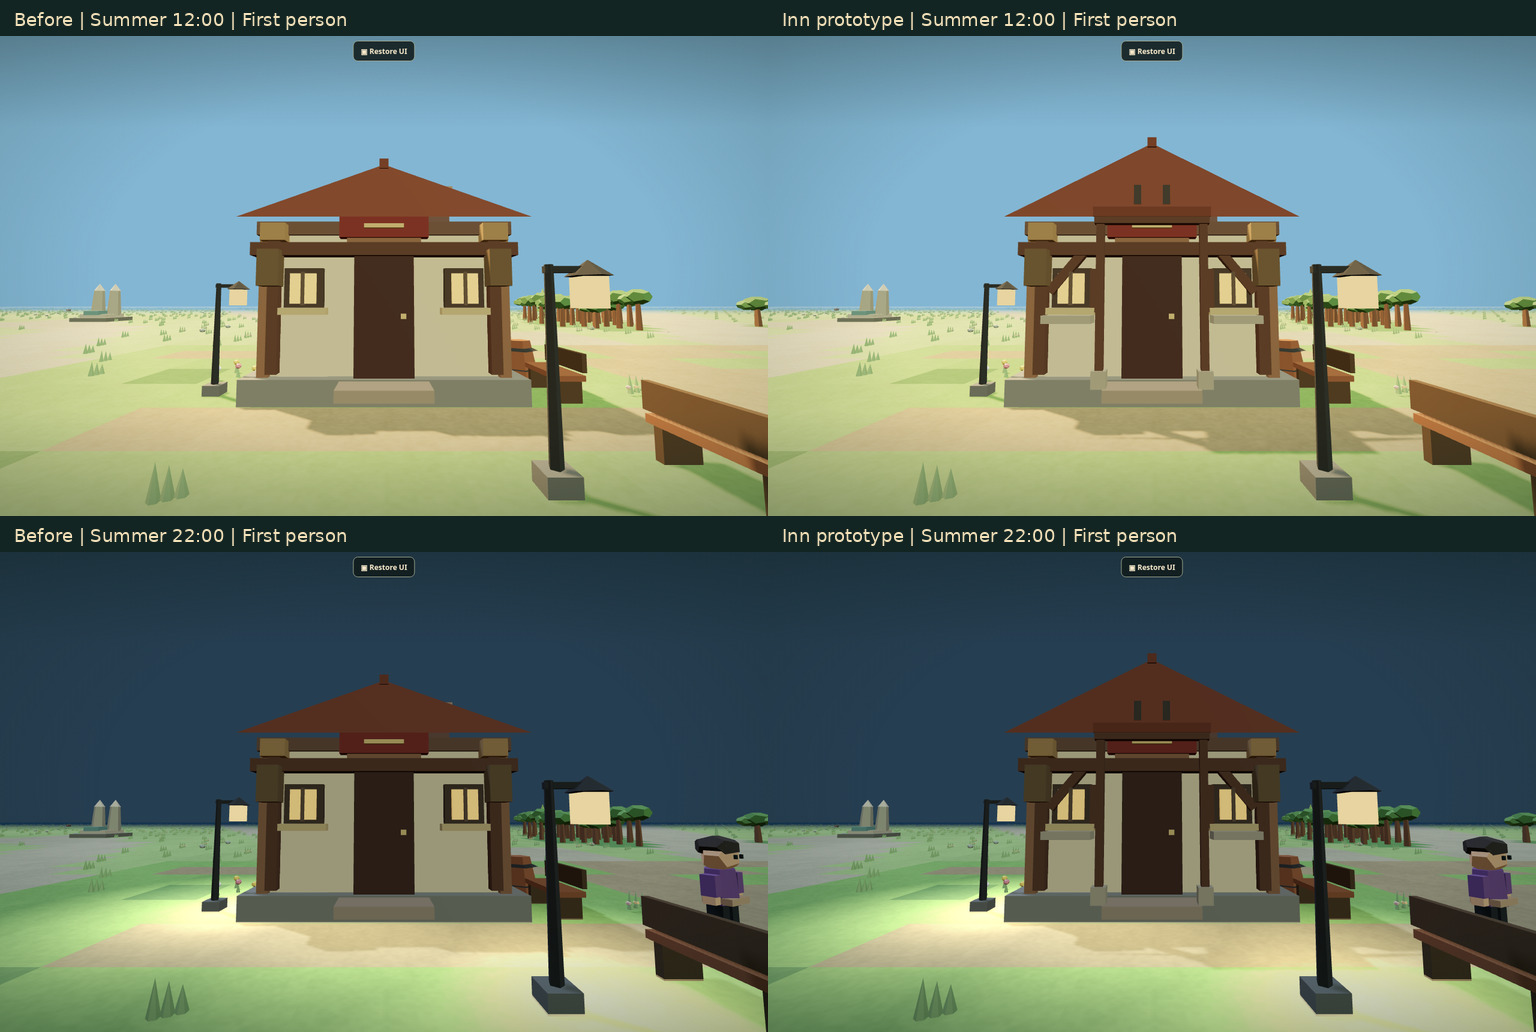 Before | Summer 12:00 | First person
Inn prototype | Summer 12:00 | First person
Restore UI
Restore UI
Before | Summer 22:00 | First person
Inn prototype | Summer 22:00 | First person
Restore UI
Restore UI